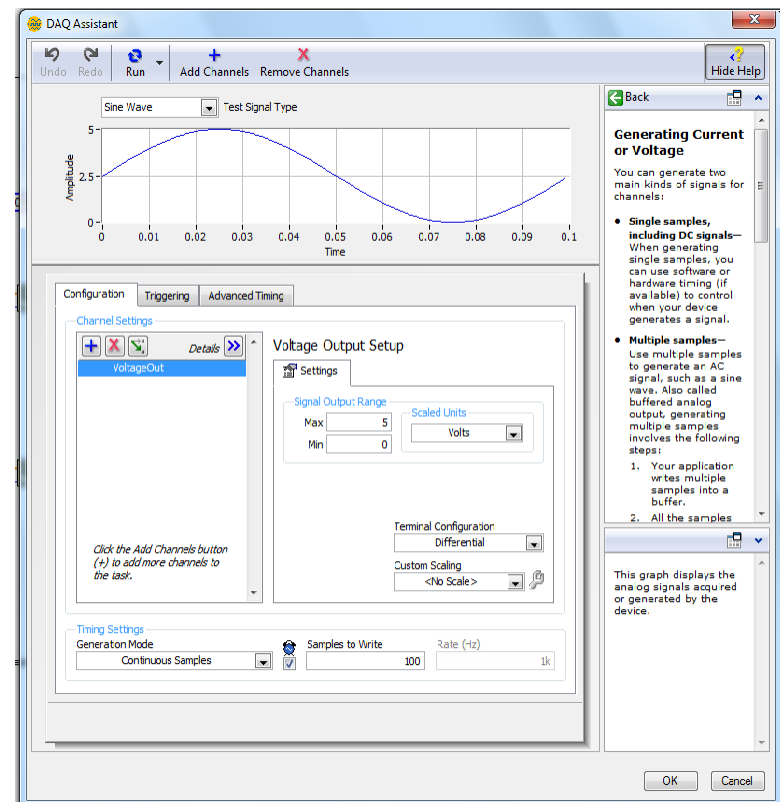 DAQ Assistant
Undo Redo Run Add Channels Remove Channels Hide Help
Sine Wave Test Signal Type
Amplitude
5
2.5
0
0 0.01 0.02 0.03 0.04 0.05 0.06 0.07 0.08 0.09 0.1
Time
Configuration Triggering Advanced Timing
Channel Settings
Details
VoltageOut
Click the Add Channels button
(+) to add more channels to
the task.
Voltage Output Setup
Settings
Signal Output Range
Max 5
Min 0
Scaled Units
Volts
Terminal Configuration
Differential
Custom Scaling
<No Scale>
Timing Settings
Generation Mode Samples to Write Rate (Hz)
Continuous Samples 100 1k
Back
Generating Current
or Voltage
You can generate two
main kinds of signals for
channels:
• Single samples,
including DC signals—
When generating
single samples, you
can use software or
hardware timing (if
available) to control
when your device
generates a signal.
• Multiple samples—
Use multiple samples
to generate an AC
signal, such as a sine
wave. Also called
buffered analog
output, generating
multiple samples
involves the following
steps:
1. Your application
writes multiple
samples into a
buffer.
2. All the samples
This graph displays the
analog signals acquired
or generated by the
device.
OK Cancel